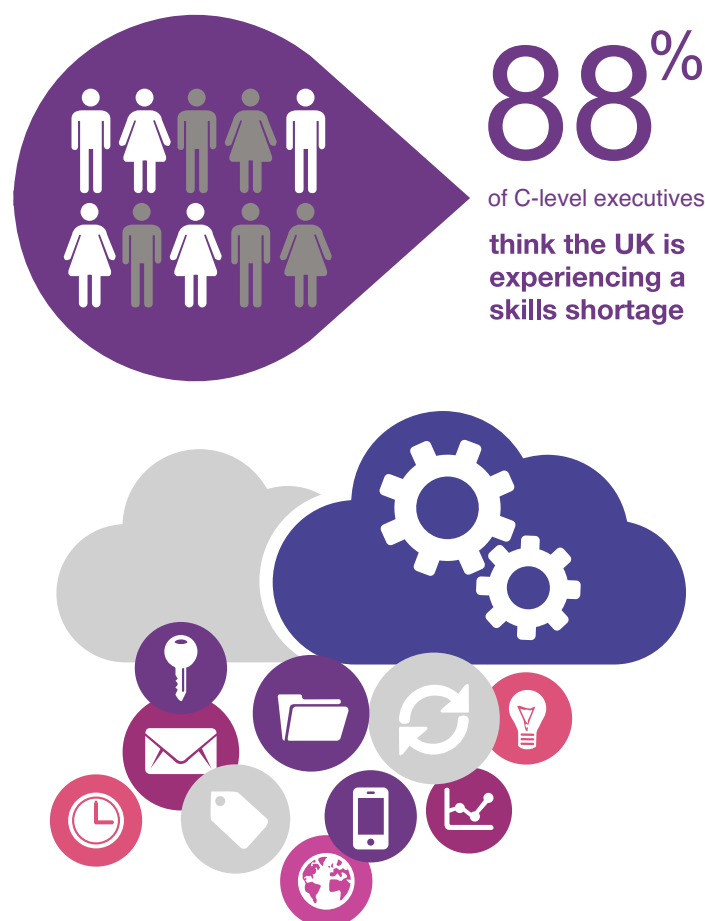 88%
of C-level executives
think the UK is
experiencing a
skills shortage